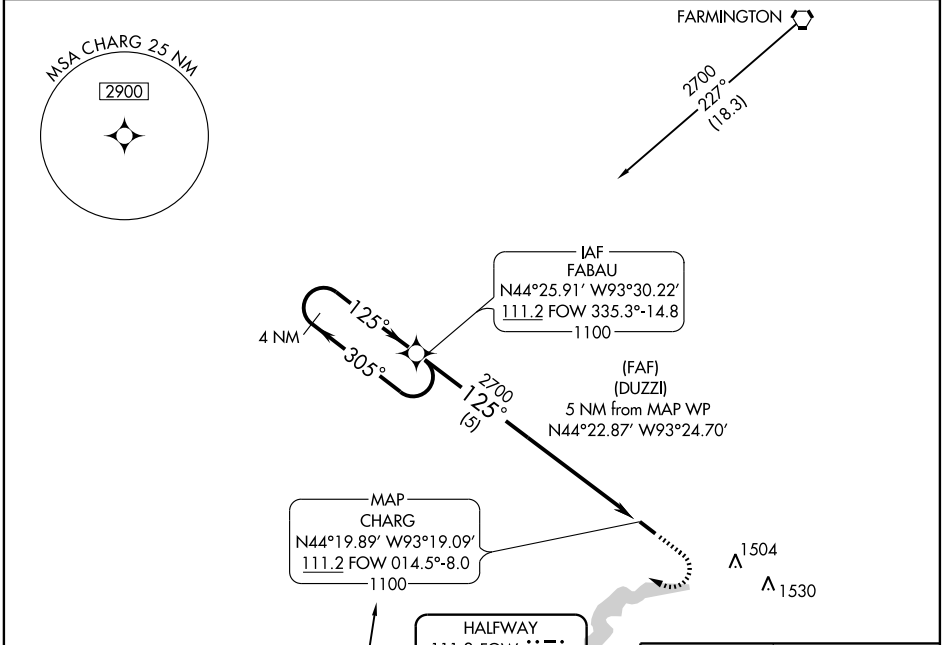 FARMINGTON
MSA CHARG 25 NM
2900
2700
227°
(18.3)
IAF
FABAU
N44°25.91' W93°30.22'
111.2 FOW 335.3°-14.8
1100
125°
4 NM
305°
2700
125°
(5)
(FAF)
(DUZZI)
5 NM from MAP WP
N44°22.87' W93°24.70'
MAP
CHARG
N44°19.89' W93°19.09'
111.2 FOW 014.5°-8.0
1100
1504
1530
HALFWAY
111.2 FOW